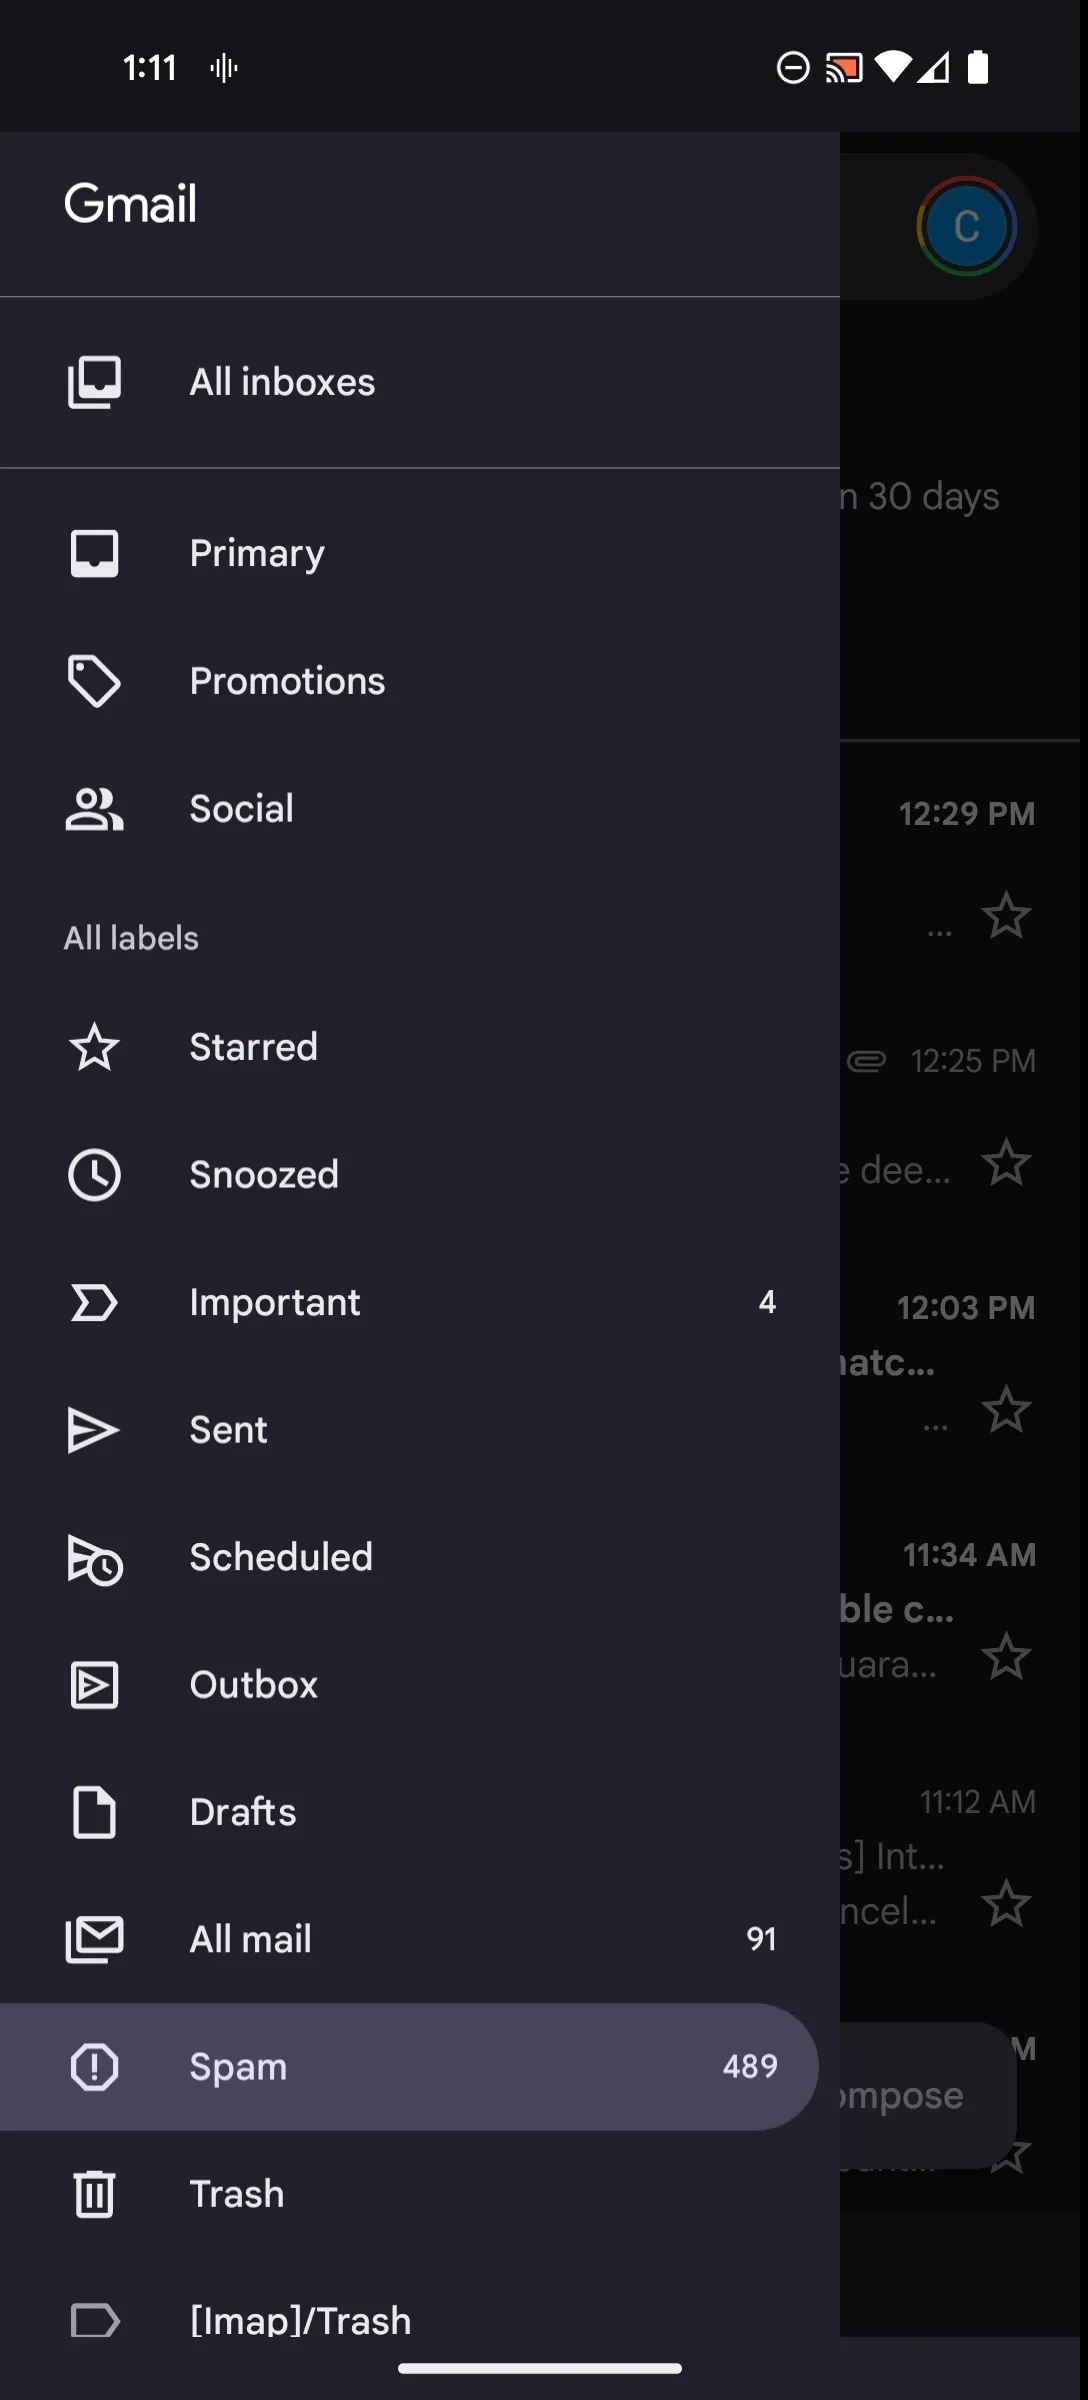 1:11
Gmail
C
All inboxes
n 30 days
Primary
Promotions
Social
12:29 PM
...
All labels
Starred
12:25 PM
Snoozed
e dee...
Important 4
12:03 PM
natc...
...
Sent
Scheduled
11:34 AM
ble c...
uara...
Outbox
Drafts
11:12 AM
s] Int...
ncel...
All mail 91
Spam 489
M
ompose
Trash
[Imap]/Trash